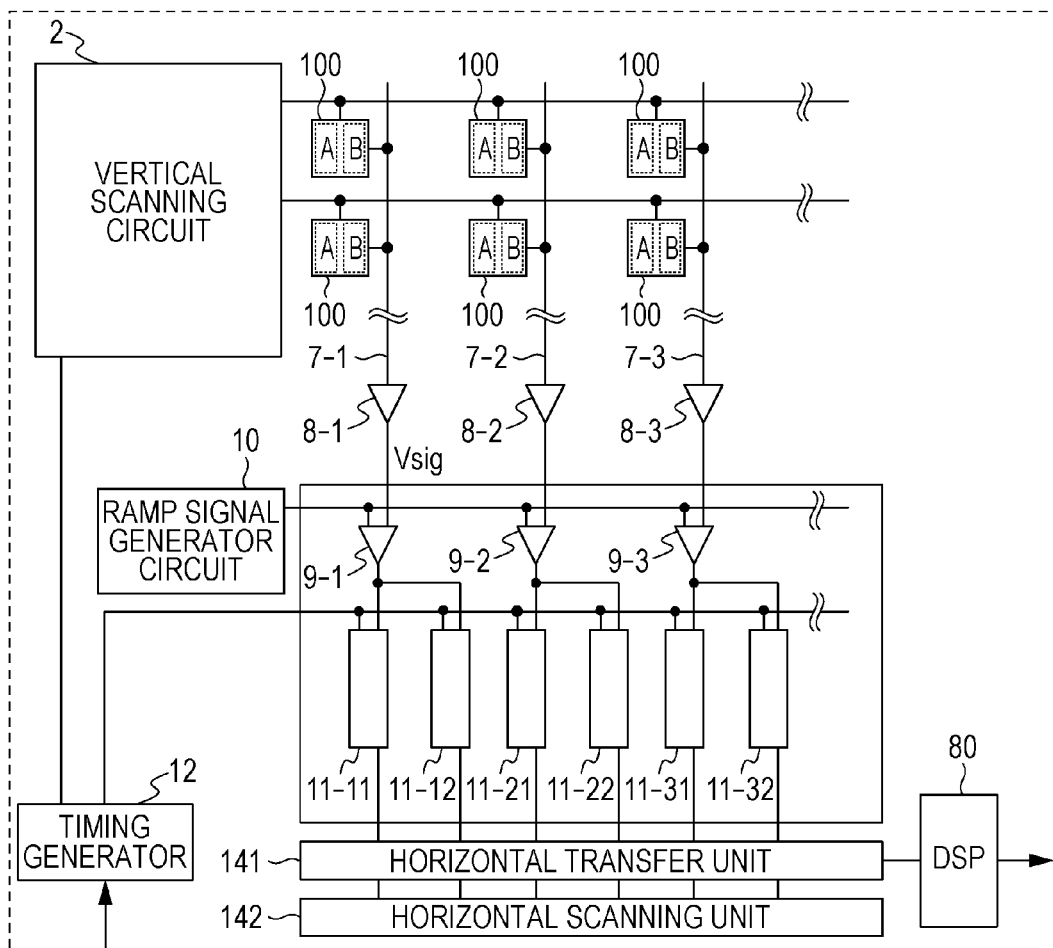 2
VERTICAL
SCANNING
CIRCUIT
100 100 100
A B A B A B
A B A B A B
100 100 100
7-1 7-2 7-3
8-1 8-2 8-3
Vsig
10
RAMP SIGNAL
GENERATOR
CIRCUIT
9-1 9-2 9-3
11-11 11-12 11-21 11-22 11-31 11-32
12
TIMING
GENERATOR
80
DSP
141 HORIZONTAL TRANSFER UNIT
142 HORIZONTAL SCANNING UNIT